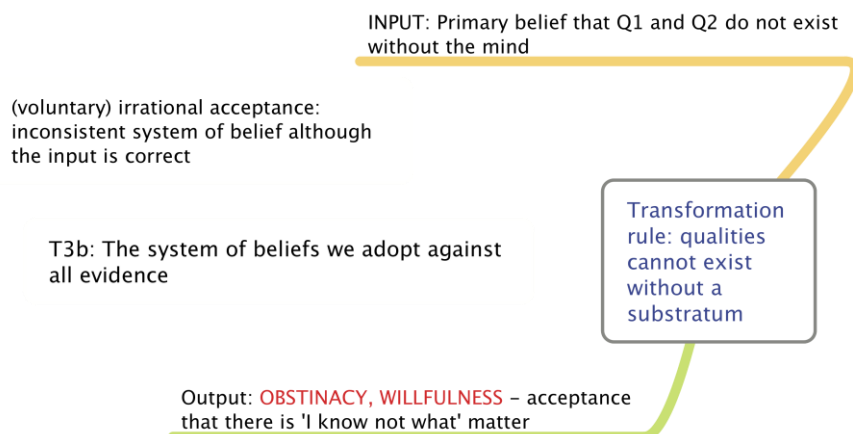 INPUT: Primary belief that Q1 and Q2 do not exist
without the mind
(voluntary) irrational acceptance:
inconsistent system of belief although
the input is correct
Transformation
rule: qualities
cannot exist
without a
substratum
T3b: The system of beliefs we adopt against
all evidence
Output: OBSTINACY, WILLFULNESS – acceptance
that there is 'I know not what' matter